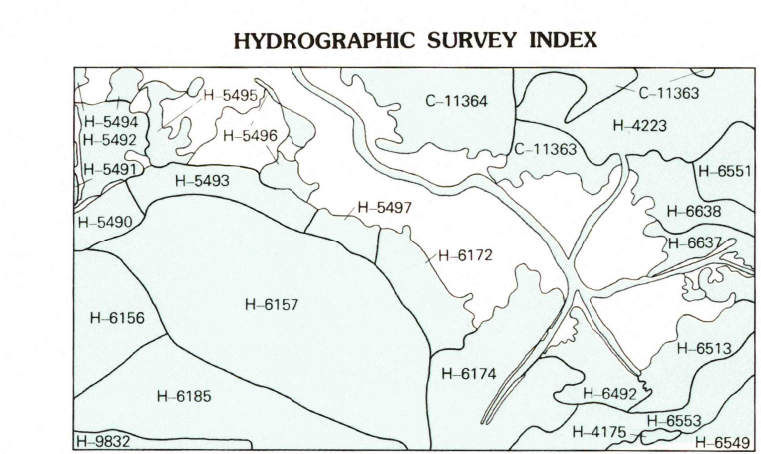 HYDROGRAPHIC SURVEY INDEX
H-5495
C-11364
C-11363
H-5494
H-4223
H-5492
H-5496
C-11363
H-5491
H-6551
H-5493
H-5497
H-6638
H-5490
H-6637
H-6172
H-6157
H-6156
H-6513
H-6174
H-6185
H-6492
H-6553
H-4175
H-9832
H-6549